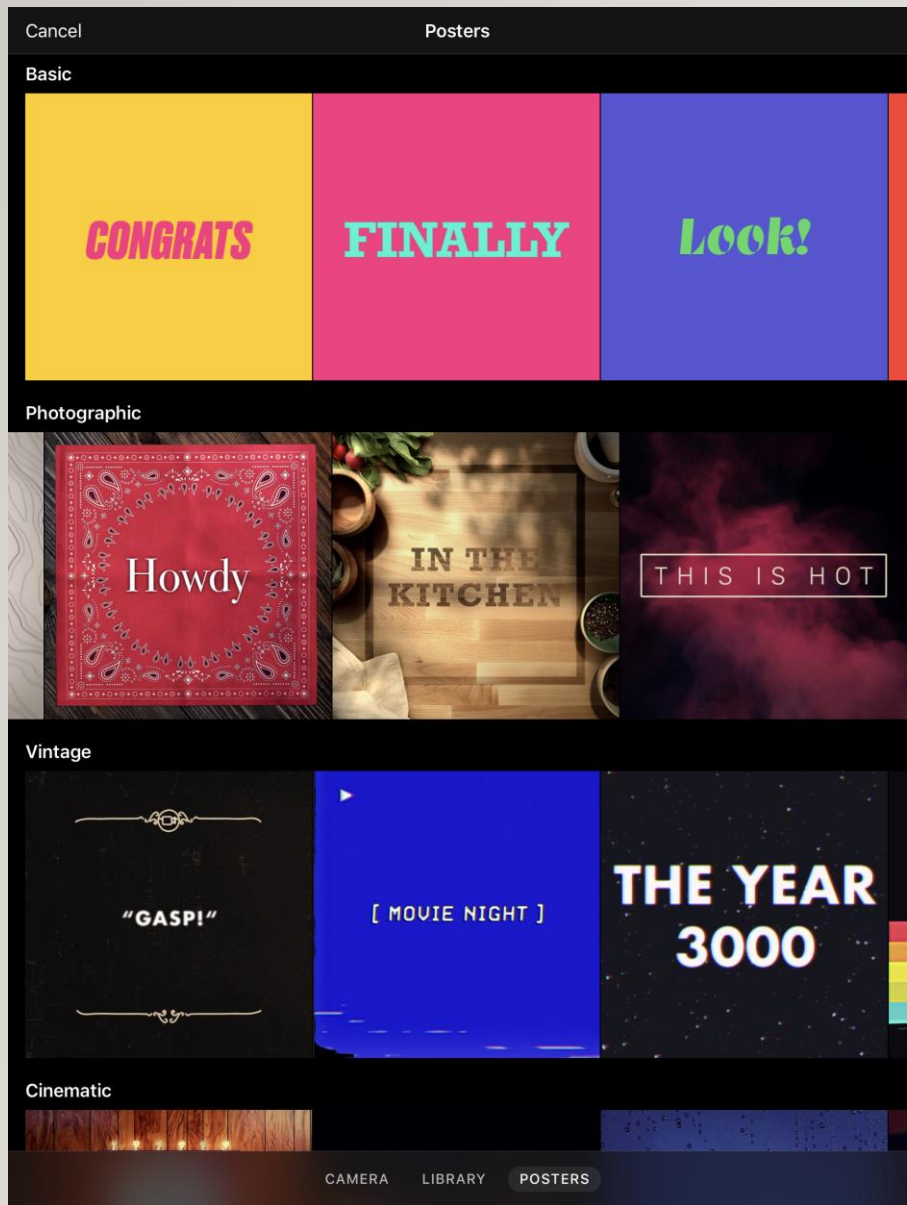 Cancel
Posters
Basic
CONGRATS
FINALLY
Look!
Photographic
Howdy
IN THE
KITCHEN
THIS IS HOT
Vintage
“GASP!“
[ MOVIE NIGHT ]
THE YEAR
3000
Cinematic
CAMERA
LIBRARY
POSTERS